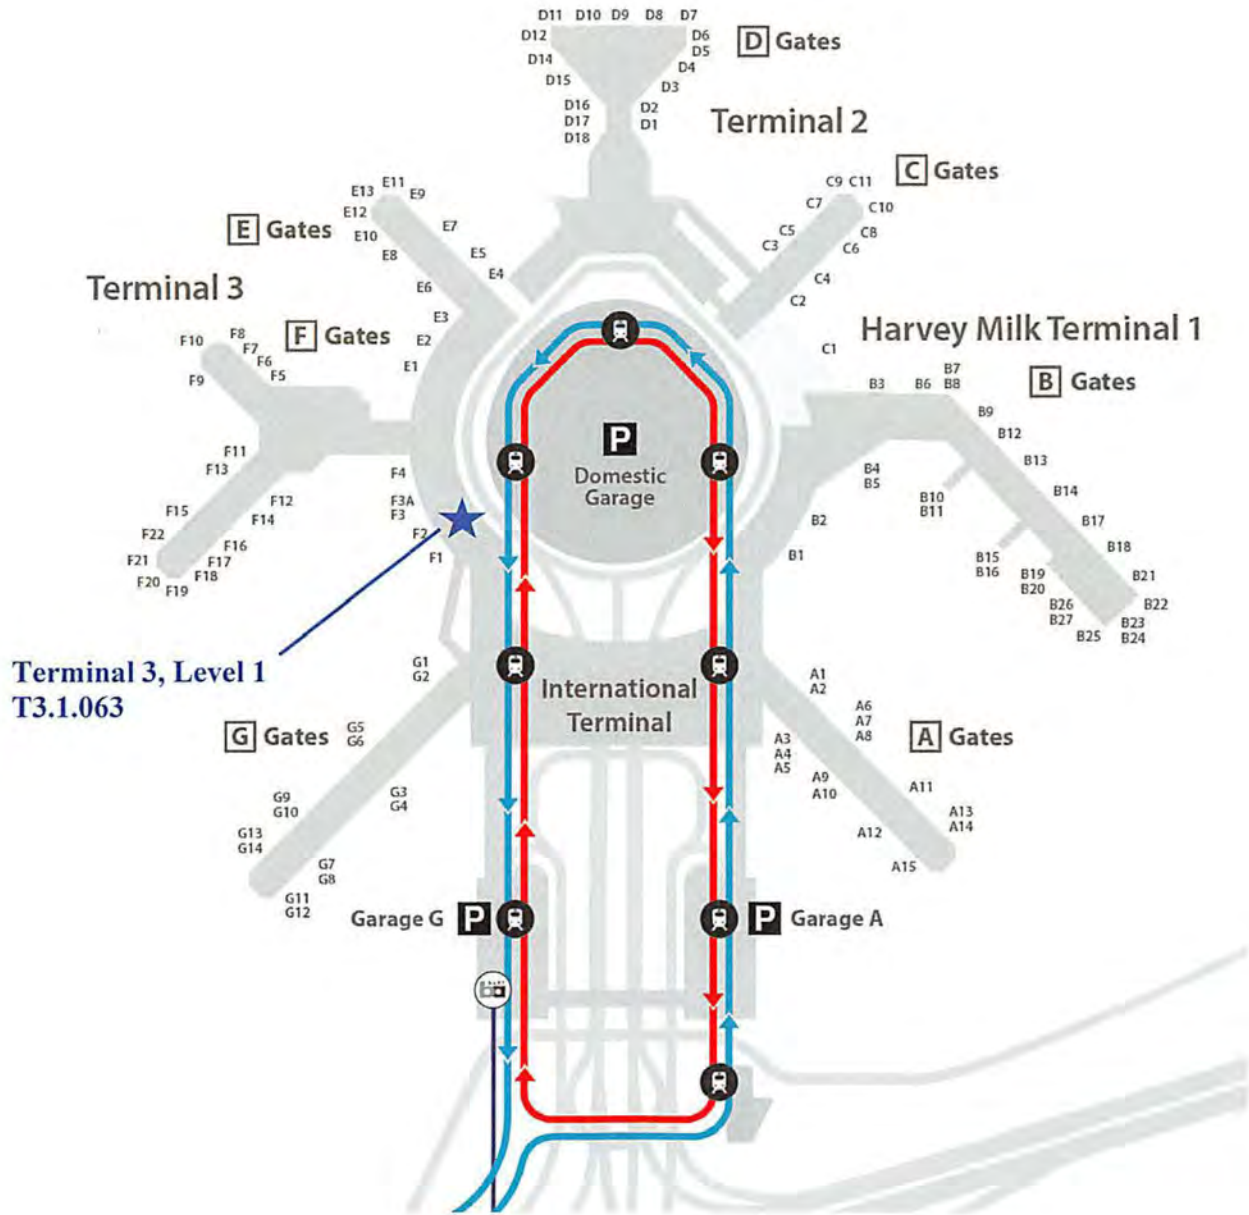 D11 D10 D9 D8 D7
D12
D14
D15
D16
D17
D18
D6
D5
D4
D3
D2
D1
D Gates
Terminal 2
C Gates
C9 C11
C7
C10
C5
C8
C3
C6
C4
C2
C1
E11
E13
E9
E12
E7
E10
E5
E8
E4
E6
E3
E2
E1
E Gates
Terminal 3
F Gates
F10
F8
F7
F6
F5
F9
F11
F13
F4
F3A
F3
F12
F15
F14
F2
F22
F16
F1
F21
F17
F20
F18
F19
Harvey Milk Terminal 1
B Gates
B7
B3 B6 B8
B9
B12
B13
B4
B5
B10
B11
B14
B2
B17
B1
B15
B16
B18
B19
B20
B21
B26
B27
B22
B25
B23
B24
P
Domestic
Garage
Terminal 3, Level 1
T3.1.063
International
Terminal
G1
G2
G Gates
G5
G6
G3
G4
G9
G10
G13
G14
G7
G8
G11
G12
A1
A2
A6
A7
A8
A Gates
A3
A4
A5
A9
A10
A11
A13
A14
A12
A15
Garage G P
P Garage A